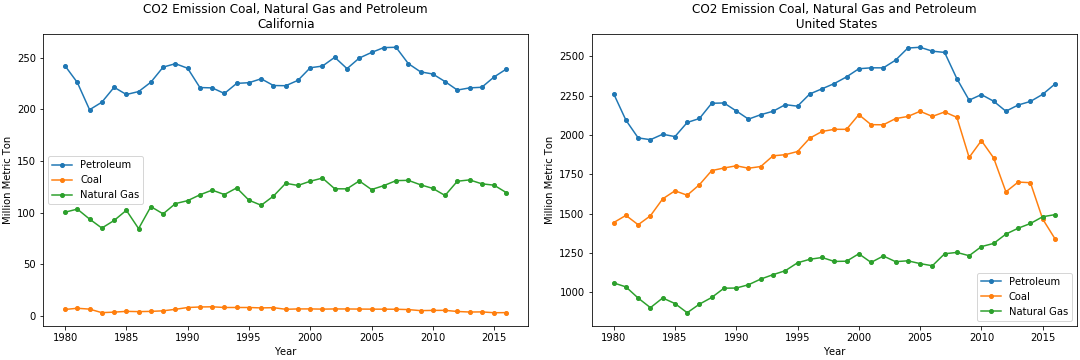 CO2 Emission Coal, Natural Gas and Petroleum
California
Million Metric Ton
250
200
150
100
50
0
Petroleum
Coal
Natural Gas
1980 1985 1990 1995 2000 2005 2010 2015
Year
CO2 Emission Coal, Natural Gas and Petroleum
United States
Million Metric Ton
2500
2250
2000
1750
1500
1250
1000
Petroleum
Coal
Natural Gas
1980 1985 1990 1995 2000 2005 2010 2015
Year